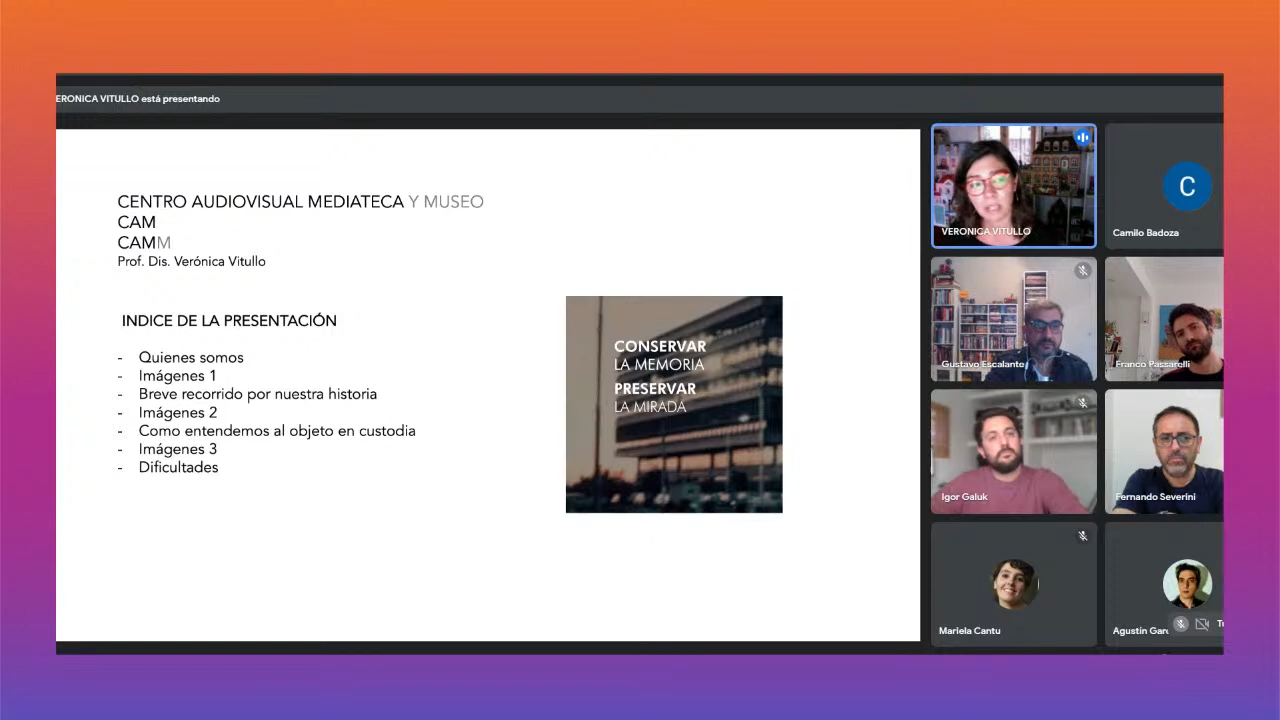 ERONICA VITULLO está presentando
CENTRO AUDIOVISUAL MEDIATECA Y MUSEO
CAM
CAMM
Prof. Dis. Verónica Vitullo
INDICE DE LA PRESENTACIÓN
- Quienes somos
- Imágenes 1
- Breve recorrido por nuestra historia
- Imágenes 2
- Como entendemos al objeto en custodia
- Imágenes 3
- Dificultades
CONSERVAR
LA MEMORIA
PRESERVAR
LA MIRADA
VERONICA VITULLO
C
Camilo Badoza
Gustavo Escalante
Franco Passarelli
Igor Galuk
Fernando Severini
Mariela Cantu
Agustín Garc
T